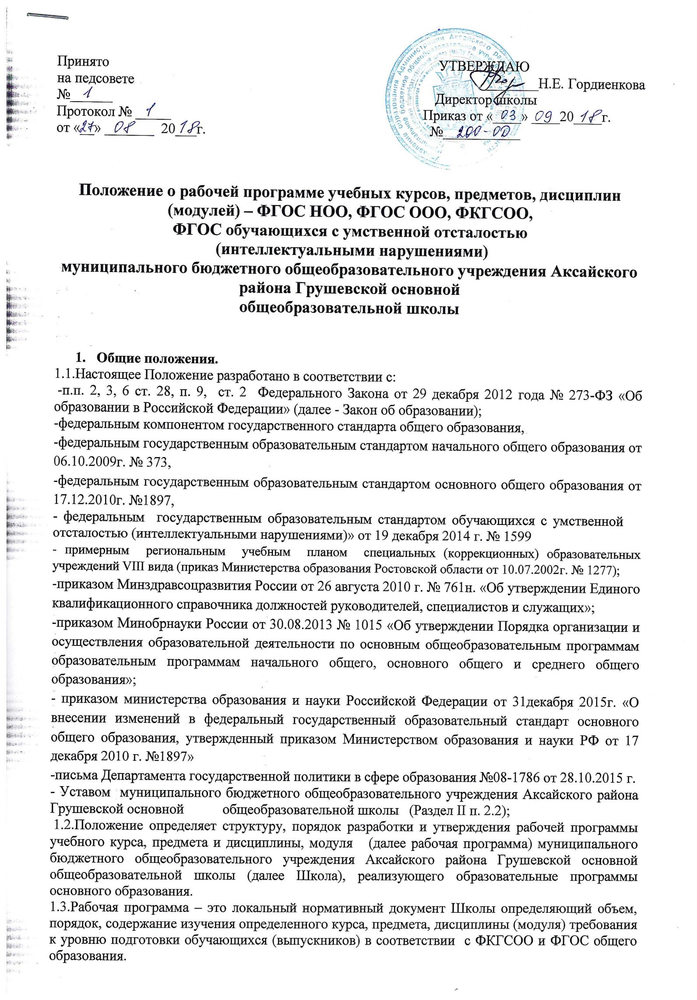 Принято
на педсовете
№ 1
Протокол № 1
от «27» 08 2018г.
УТВЕРЖДАЮ
Н.Е. Гордиенкова
Директор школы
Приказ от « 03 » 09 20 18 г.
№ 200-ОД
Положение о рабочей программе учебных курсов, предметов, дисциплин
(модулей) – ФГОС НОО, ФГОС ООО, ФКГСОО,
ФГОС обучающихся с умственной отсталостью
(интеллектуальными нарушениями)
муниципального бюджетного общеобразовательного учреждения Аксайского
района Грушевской основной
общеобразовательной школы
1. Общие положения.
1.1.Настоящее Положение разработано в соответствии с:
-п.п. 2, 3, 6 ст. 28, п. 9, ст. 2 Федерального Закона от 29 декабря 2012 года № 273-ФЗ «Об
образовании в Российской Федерации» (далее - Закон об образовании);
-федеральным компонентом государственного стандарта общего образования,
-федеральным государственным образовательным стандартом начального общего образования от
06.10.2009г. № 373,
-федеральным государственным образовательным стандартом основного общего образования от
17.12.2010г. №1897,
- федеральным государственным образовательным стандартом обучающихся с умственной
отсталостью (интеллектуальными нарушениями)» от 19 декабря 2014 г. № 1599
- примерным региональным учебным планом специальных (коррекционных) образовательных
учреждений VIII вида (приказ Министерства образования Ростовской области от 10.07.2002г. № 1277);
-приказом Минздравсоцразвития России от 26 августа 2010 г. № 761н. «Об утверждении Единого
квалификационного справочника должностей руководителей, специалистов и служащих»;
-приказом Минобрнауки России от 30.08.2013 № 1015 «Об утверждении Порядка организации и
осуществления образовательной деятельности по основным общеобразовательным программам
образовательным программам начального общего, основного общего и среднего общего
образования»;
- приказом министерства образования и науки Российской Федерации от 31декабря 2015г. «О
внесении изменений в федеральный государственный образовательный стандарт основного
общего образования, утвержденный приказом Министерством образования и науки РФ от 17
декабря 2010 г. №1897»
-письма Департамента государственной политики в сфере образования №08-1786 от 28.10.2015 г.
- Уставом муниципального бюджетного общеобразовательного учреждения Аксайского района
Грушевской основной общеобразовательной школы (Раздел II п. 2.2);
1.2.Положение определяет структуру, порядок разработки и утверждения рабочей программы
учебного курса, предмета и дисциплины, модуля (далее рабочая программа) муниципального
бюджетного общеобразовательного учреждения Аксайского района Грушевской основной
общеобразовательной школы (далее Школа), реализующего образовательные программы
основного образования.
1.3.Рабочая программа – это локальный нормативный документ Школы определяющий объем,
порядок, содержание изучения определенного курса, предмета, дисциплины (модуля) требования
к уровню подготовки обучающихся (выпускников) в соответствии с ФКГСОО и ФГОС общего
образования.